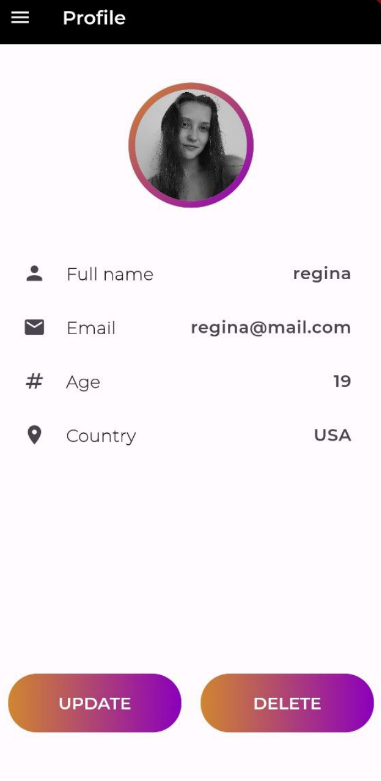 Profile
Full name regina
Email regina@mail.com
# Age 19
Country USA
UPDATE DELETE